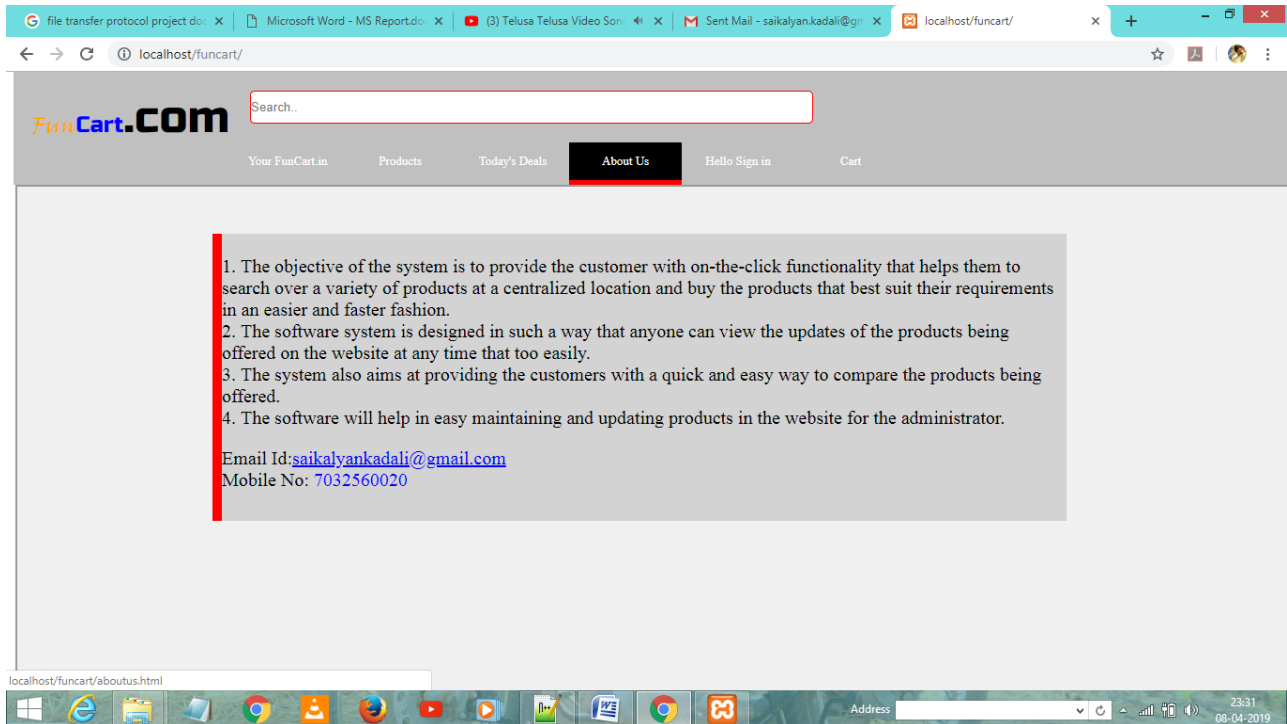 file transfer protocol project doc
Microsoft Word - MS Report.do
(3) Telusa Telusa Video Son
Sent Mail - saikalyan.kadali@gm
localhost/funcart/
localhost/funcart/
FunCart.com
Search..
Your FunCart.in
Products
Today's Deals
About Us
Hello Sign in
Cart
1. The objective of the system is to provide the customer with on-the-click functionality that helps them to
search over a variety of products at a centralized location and buy the products that best suit their requirements
in an easier and faster fashion.
2. The software system is designed in such a way that anyone can view the updates of the products being
offered on the website at any time that too easily.
3. The system also aims at providing the customers with a quick and easy way to compare the products being
offered.
4. The software will help in easy maintaining and updating products in the website for the administrator.
Email Id:saikalyankadali@gmail.com
Mobile No: 7032560020
localhost/funcart/aboutus.html
Address
23:31
08-04-2019